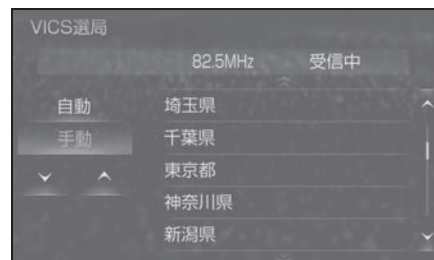 VICS選局
82.5MHz 受信中
自動 埼玉県
手動 千葉県
東京都
神奈川県
新潟県